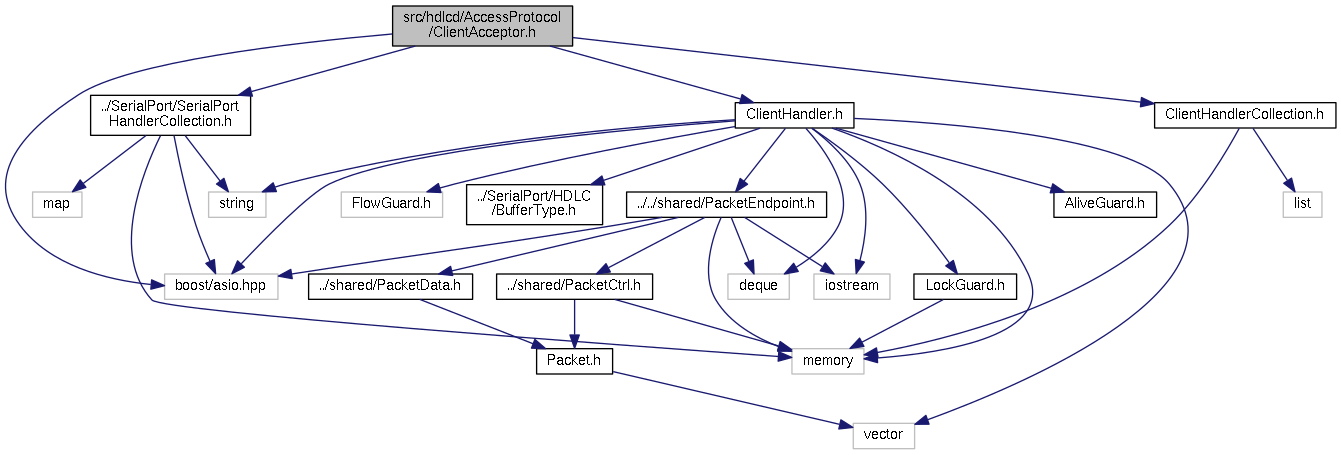 src/hdlcd/AccessProtocol
/ClientAcceptor.h
../SerialPort/SerialPort
HandlerCollection.h
ClientHandler.h
ClientHandlerCollection.h
map
string
FlowGuard.h
../SerialPort/HDLC
/BufferType.h
../../shared/PacketEndpoint.h
AliveGuard.h
list
boost/asio.hpp
../shared/PacketData.h
../shared/PacketCtrl.h
deque
iostream
LockGuard.h
Packet.h
memory
vector